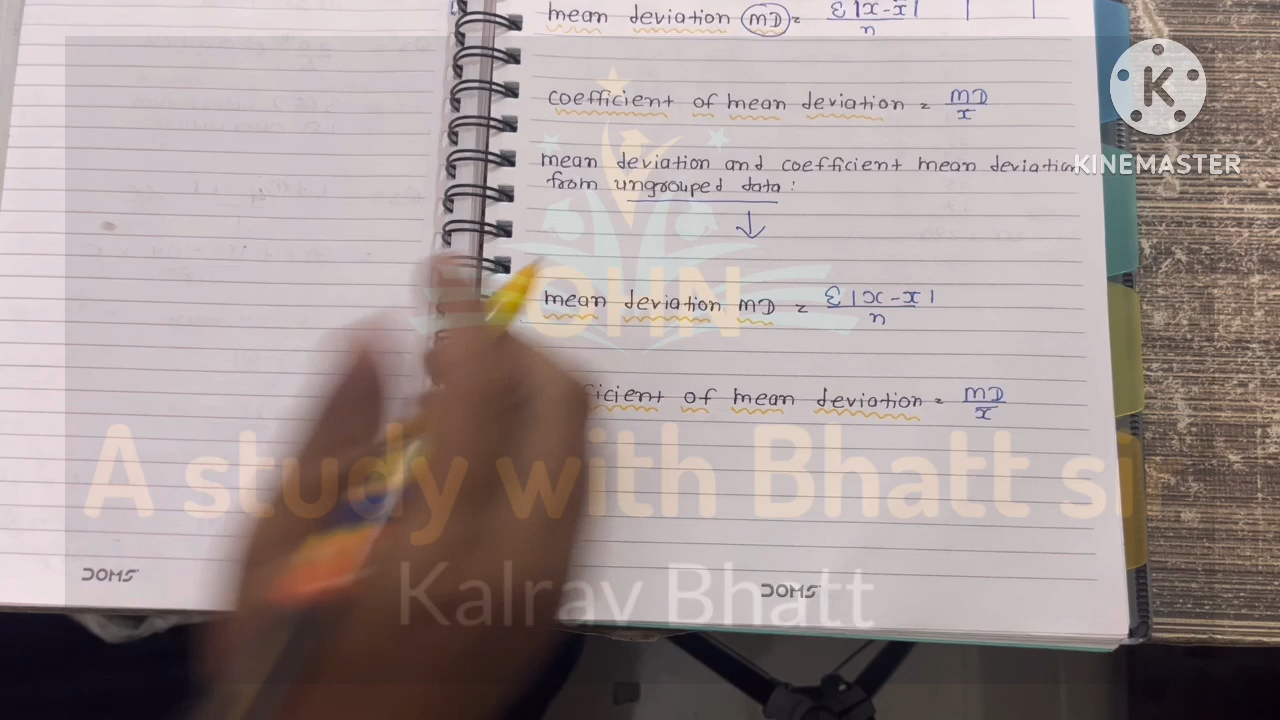 mean deviation MD = Σ|x-x̄|
n
coefficient of mean deviation = MD
x̄
KINEMASTER
mean deviation and coefficient mean deviation
from ungrouped data :
↓
mean deviation MD = Σ|x-x̄|
n
ficient of mean deviation = MD
x̄
A study with Bhatt si
Kalrav Bhatt
DOMS
DOMS
K